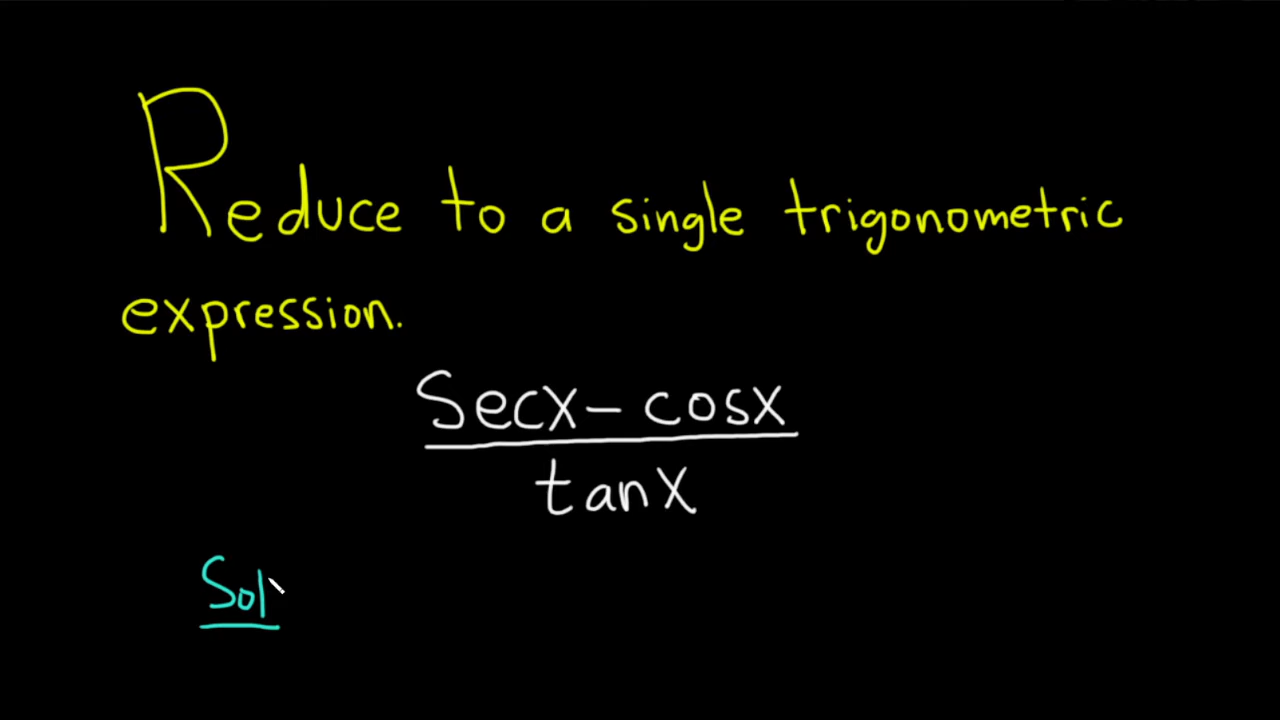 Reduce to a single trigonometric
expression.
Secx - cosx
tanx
Sol